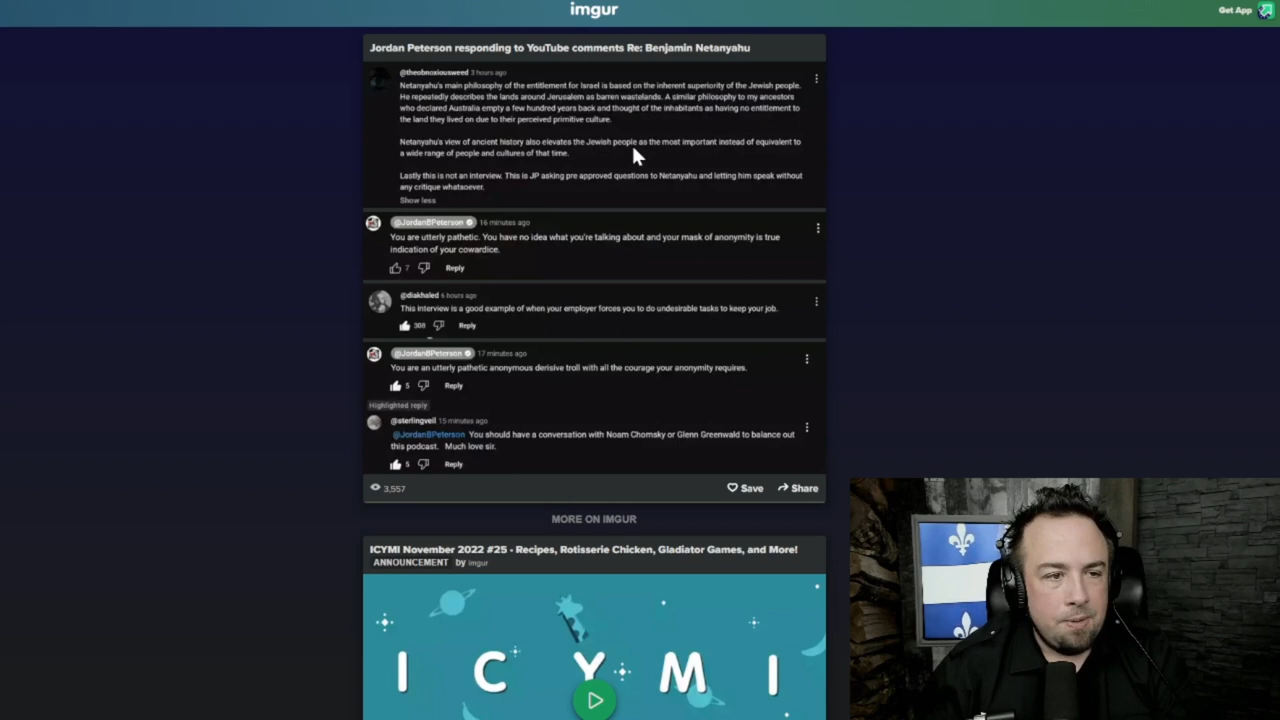 imgur
Get App
Jordan Peterson responding to YouTube comments Re: Benjamin Netanyahu
@theobnoxiousweed 3 hours ago
Netanyahu's main philosophy of the entitlement for Israel is based on the inherent superiority of the Jewish people.
He repeatedly describes the lands around Jerusalem as barren wastelands. A similar philosophy to my ancestors
who declared Australia empty a few hundred years back and thought of the inhabitants as having no entitlement to
the land they lived on due to their perceived primitive culture.
Netanyahu's view of ancient history also elevates the Jewish people as the most important instead of equivalent to
a wide range of people and cultures of that time.
Lastly this is not an interview. This is JP asking pre approved questions to Netanyahu and letting him speak without
any critique whatsoever.
Show less
@JordanBPeterson 16 minutes ago
You are utterly pathetic. You have no idea what you're talking about and your mask of anonymity is true
indication of your cowardice.
7 Reply
@diakhaled 6 hours ago
This interview is a good example of when your employer forces you to do undesirable tasks to keep your job.
308 Reply
@JordanBPeterson 17 minutes ago
You are an utterly pathetic anonymous derisive troll with all the courage your anonymity requires.
5 Reply
Highlighted reply
@sterlingvell 15 minutes ago
@JordanBPeterson You should have a conversation with Noam Chomsky or Glenn Greenwald to balance out
this podcast. Much love sir.
5 Reply
3,557
Save
Share
MORE ON IMGUR
ICYMI November 2022 #25 - Recipes, Rotisserie Chicken, Gladiator Games, and More!
ANNOUNCEMENT by imgur
I C Y M I